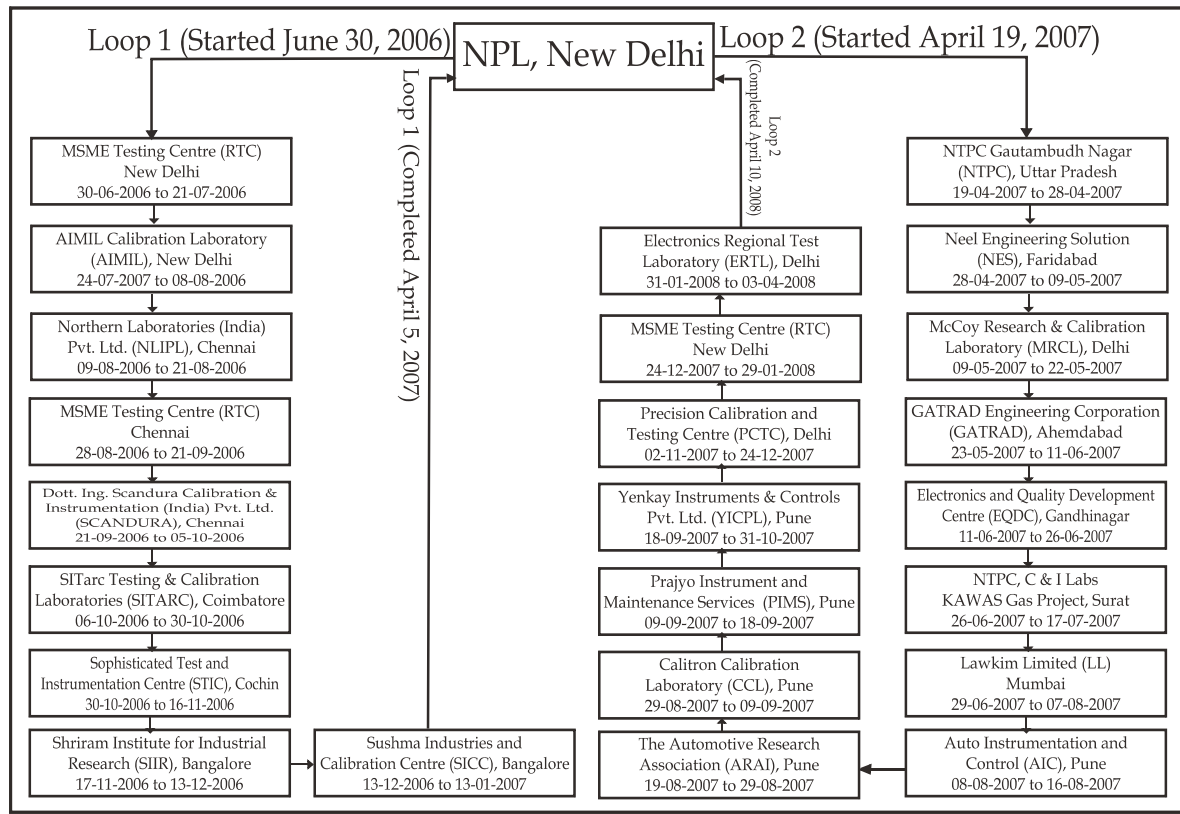 Loop 1 (Started June 30, 2006)
NPL, New Delhi
Loop 2 (Started April 19, 2007)
MSME Testing Centre (RTC)
New Delhi
30-06-2006 to 21-07-2006
AIMIL Calibration Laboratory
(AIMIL), New Delhi
24-07-2007 to 08-08-2006
Northern Laboratories (India)
Pvt. Ltd. (NLIPL), Chennai
09-08-2006 to 21-08-2006
MSME Testing Centre (RTC)
Chennai
28-08-2006 to 21-09-2006
Dott. Ing. Scandura Calibration &
Instrumentation (India) Pvt. Ltd.
(SCANDURA), Chennai
21-09-2006 to 05-10-2006
SITarc Testing & Calibration
Laboratories (SITARC), Coimbatore
06-10-2006 to 30-10-2006
Sophisticated Test and
Instrumentation Centre (STIC), Cochin
30-10-2006 to 16-11-2006
Shriram Institute for Industrial
Research (SIIR), Bangalore
17-11-2006 to 13-12-2006
Sushma Industries and
Calibration Centre (SICC), Bangalore
13-12-2006 to 13-01-2007
Loop 1 (Completed April 5, 2007)
NTPC Gautambudh Nagar
(NTPC), Uttar Pradesh
19-04-2007 to 28-04-2007
Neel Engineering Solution
(NES), Faridabad
28-04-2007 to 09-05-2007
McCoy Research & Calibration
Laboratory (MRCL), Delhi
09-05-2007 to 22-05-2007
GATRAD Engineering Corporation
(GATRAD), Ahemdabad
23-05-2007 to 11-06-2007
Electronics and Quality Development
Centre (EQDC), Gandhinagar
11-06-2007 to 26-06-2007
NTPC, C & I Labs
KAWAS Gas Project, Surat
26-06-2007 to 17-07-2007
Lawkim Limited (LL)
Mumbai
29-06-2007 to 07-08-2007
Auto Instrumentation and
Control (AIC), Pune
08-08-2007 to 16-08-2007
The Automotive Research
Association (ARAI), Pune
19-08-2007 to 29-08-2007
Calitron Calibration
Laboratory (CCL), Pune
29-08-2007 to 09-09-2007
Prajyo Instrument and
Maintenance Services (PIMS), Pune
09-09-2007 to 18-09-2007
Yenkay Instruments & Controls
Pvt. Ltd. (YICPL), Pune
18-09-2007 to 31-10-2007
Precision Calibration and
Testing Centre (PCTC), Delhi
02-11-2007 to 24-12-2007
MSME Testing Centre (RTC)
New Delhi
24-12-2007 to 29-01-2008
Electronics Regional Test
Laboratory (ERTL), Delhi
31-01-2008 to 03-04-2008
Loop 2
(Completed April 10, 2008)